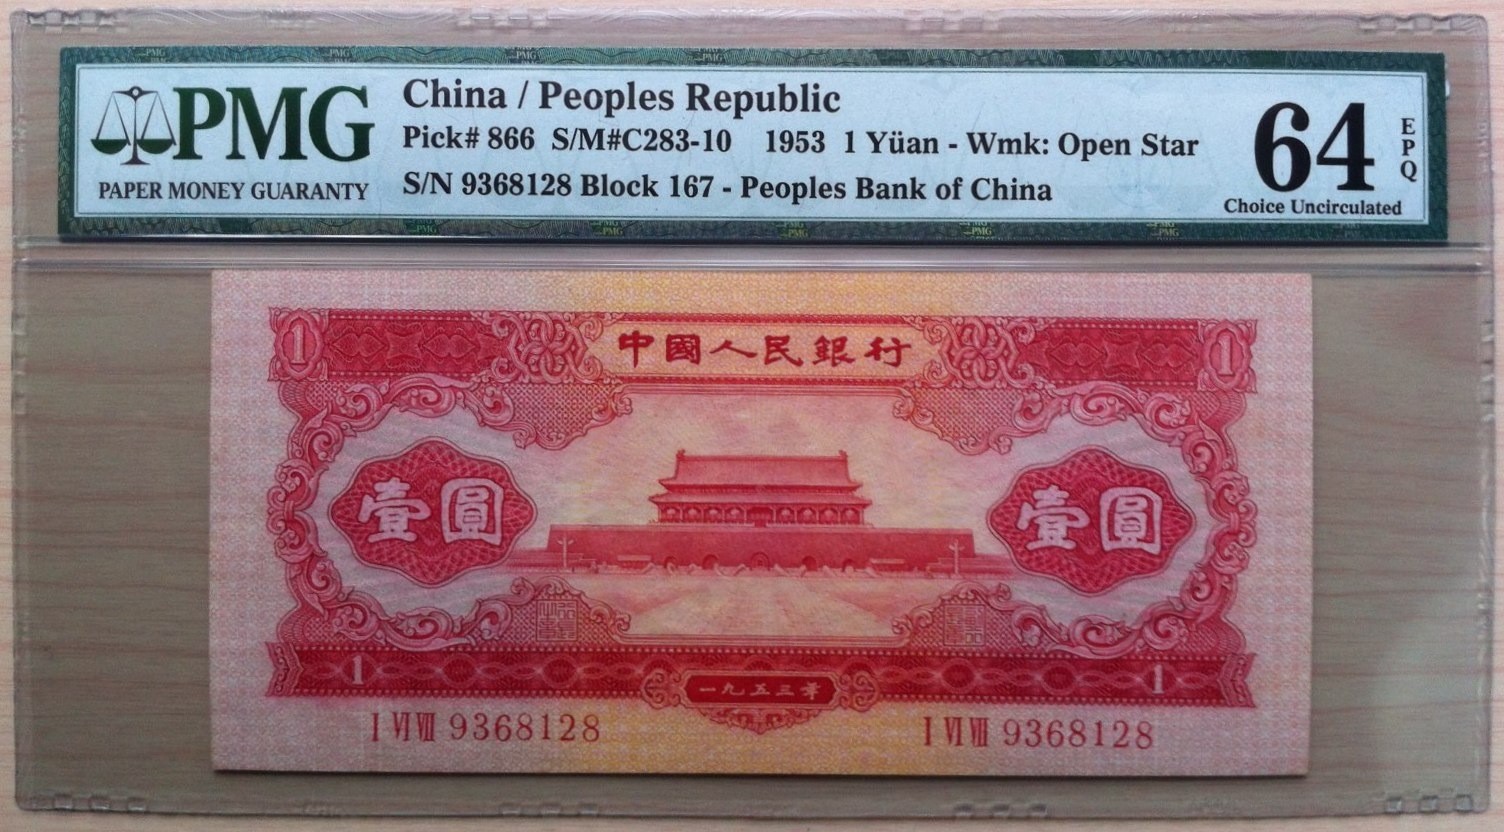 PMG
PAPER MONEY GUARANTY
China / Peoples Republic
Pick# 866 S/M#C283-10 1953 1 Yüan - Wmk: Open Star
S/N 9368128 Block 167 - Peoples Bank of China
64
EPQ
Choice Uncirculated
1 中國人民銀行 1
壹圓 壹圓
1 1
一九五三年
I VI VII 9368128 I VI VII 9368128